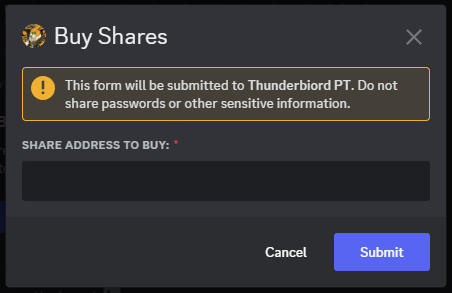 Buy Shares
This form will be submitted to Thunderbiord PT. Do not
share passwords or other sensitive information.
SHARE ADDRESS TO BUY: *
Cancel
Submit